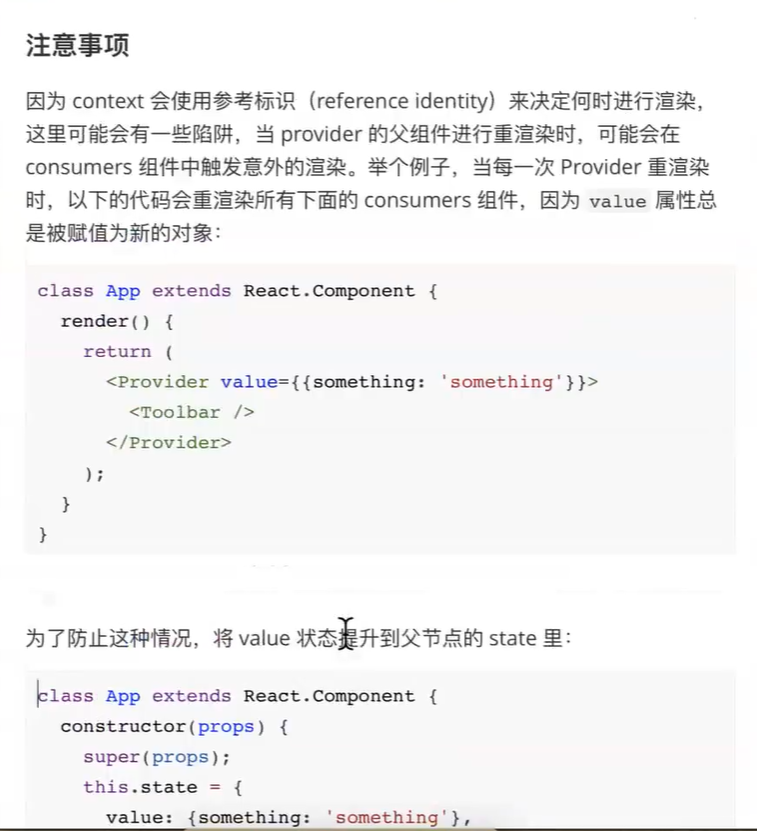 注意事项
因为 context 会使用参考标识（reference identity）来决定何时进行渲染，
这里可能会有一些陷阱，当 provider 的父组件进行重渲染时，可能会在
consumers 组件中触发意外的渲染。举个例子，当每一次 Provider 重渲染
时，以下的代码会重渲染所有下面的 consumers 组件，因为 value 属性总
是被赋值为新的对象：
class App extends React.Component {
  render() {
    return (
      <Provider value={{something: 'something'}}>
        <Toolbar />
      </Provider>
    );
  }
}
为了防止这种情况，将 value 状态提升到父节点的 state 里：
class App extends React.Component {
  constructor(props) {
    super(props);
    this.state = {
      value: {something: 'something'},